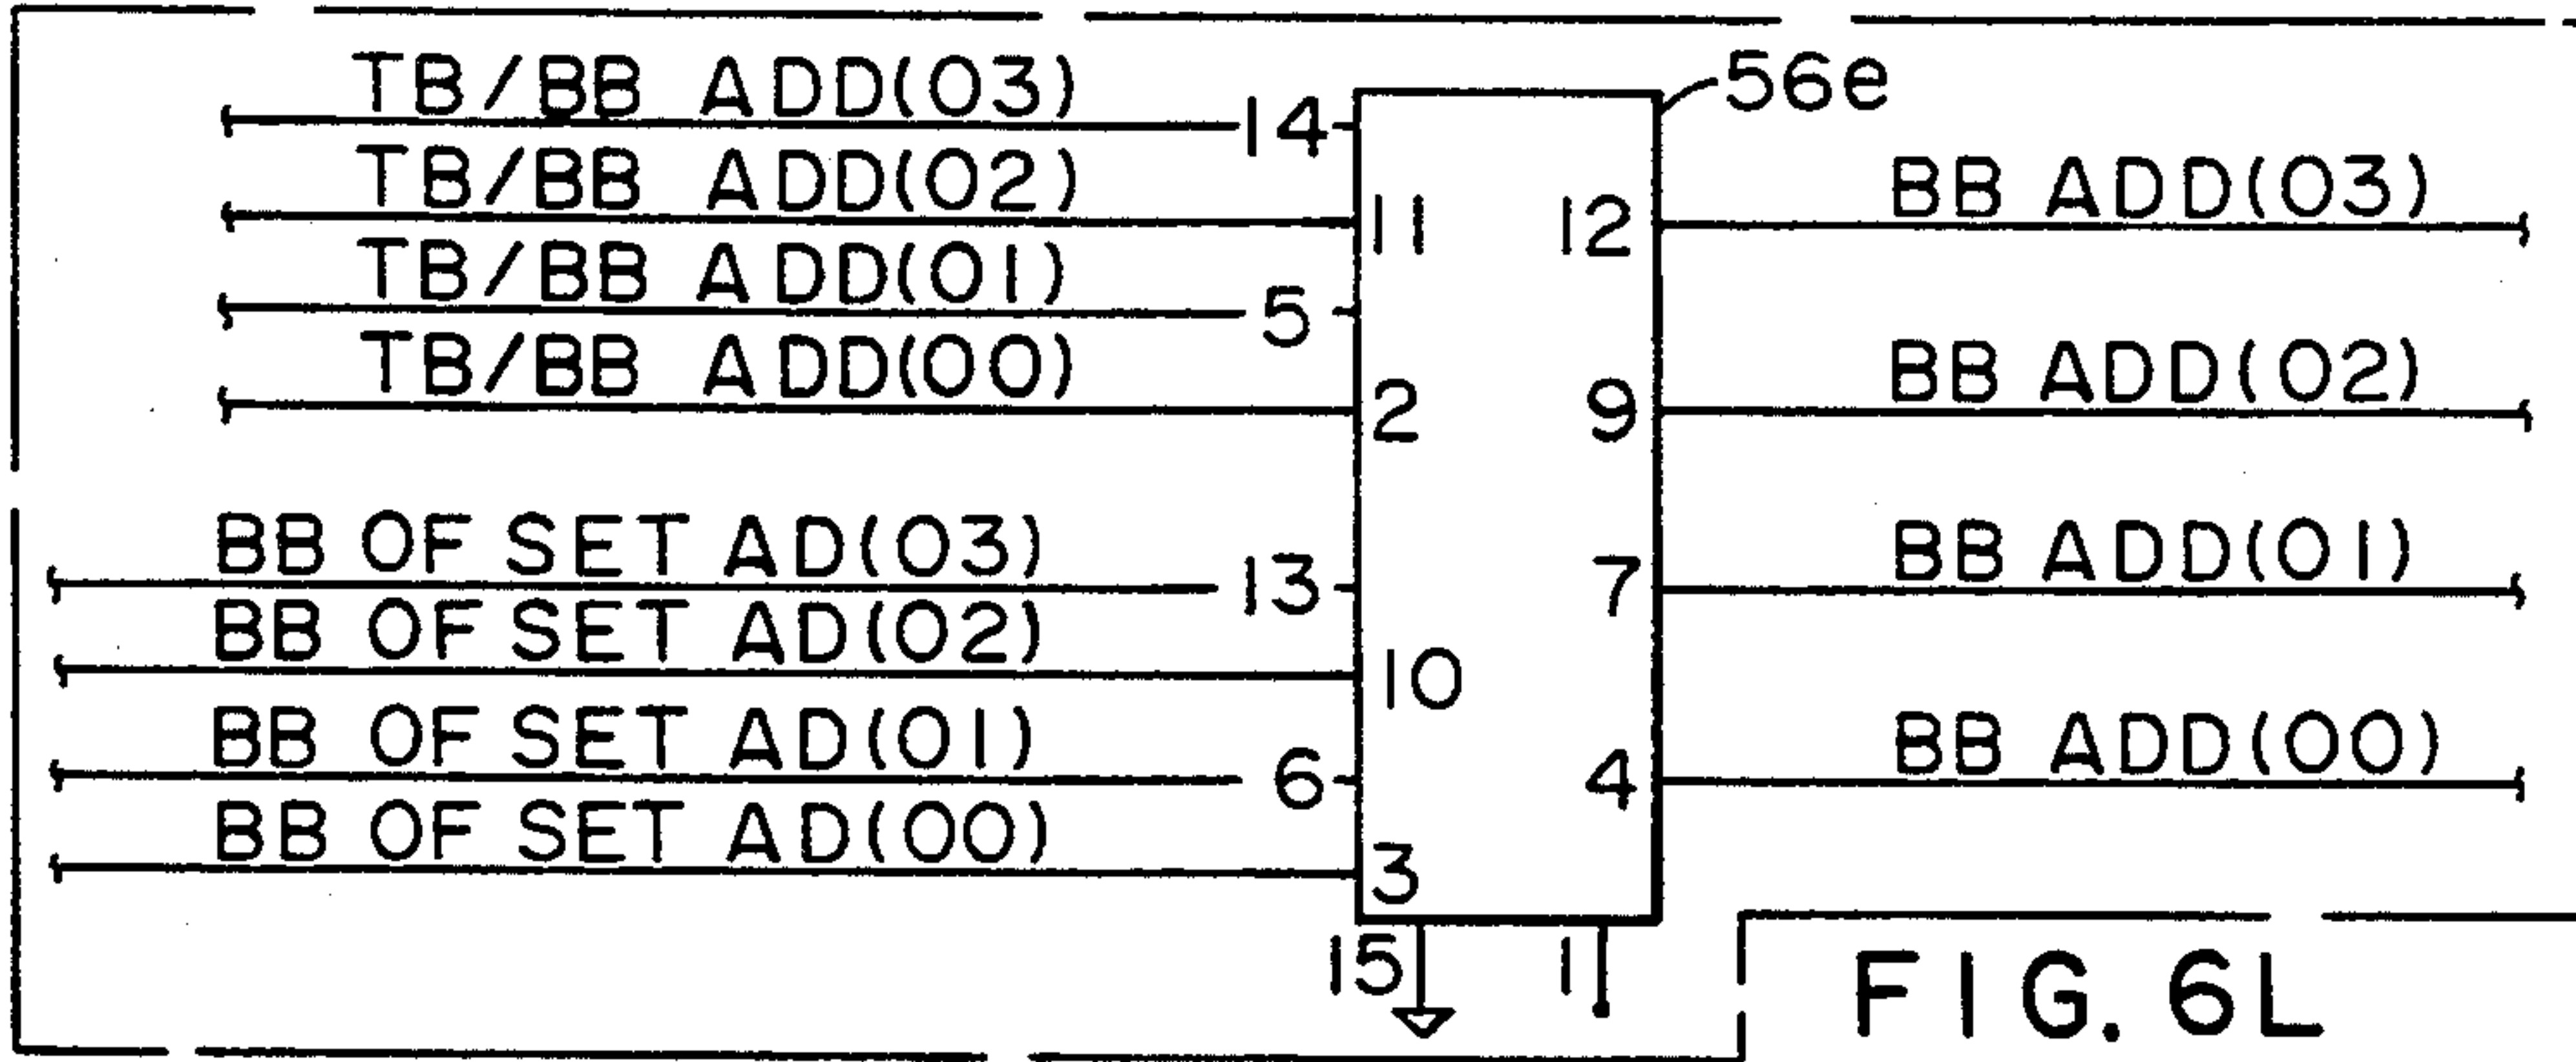 TB/BB ADD(03) 14 56e
TB/BB ADD(02) 11 12 BB ADD(03)
TB/BB ADD(01) 5
TB/BB ADD(00) 2 9 BB ADD(02)
BB OF SET AD(03) 13 7 BB ADD(01)
BB OF SET AD(02) 10
BB OF SET AD(01) 6 4 BB ADD(00)
BB OF SET AD(00) 3
15 1
FIG. 6L